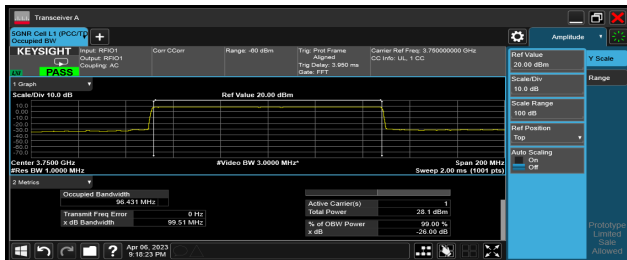 Transceiver A
5GNR Cell L1 (PCC/TD
Occupied BW
Amplitude
KEYSIGHT
LXI
PASS
Input: RFIO1
Output: RFIO1
Coupling: AC
Corr CCorr
Range: -60 dBm
Trig: Prot Frame
Aligned
Trig Delay: 3.950 ms
Gate: FFT
Carrier Ref Freq: 3.750000000 GHz
CC Info: UL, 1 CC
1 Graph
Scale/Div 10.0 dB
Ref Value 20.00 dBm
10.0
0.00
-10.0
-20.0
-30.0
-40.0
-50.0
-60.0
-70.0
Center 3.7500 GHz
#Video BW 3.0000 MHz*
Span 200 MHz
#Res BW 1.0000 MHz
Sweep 2.00 ms (1001 pts)
2 Metrics
Occupied Bandwidth
96.431 MHz
Transmit Freq Error 0 Hz
x dB Bandwidth 99.51 MHz
Active Carrier(s) 1
Total Power 28.1 dBm
% of OBW Power 99.00 %
x dB -26.00 dB
Ref Value
20.00 dBm
Scale/Div
10.0 dB
Scale Range
100 dB
Ref Position
Top
Auto Scaling
On
Off
Y Scale
Range
Prototype
Limited
Sale
Allowed
Apr 06, 2023
9:18:23 PM